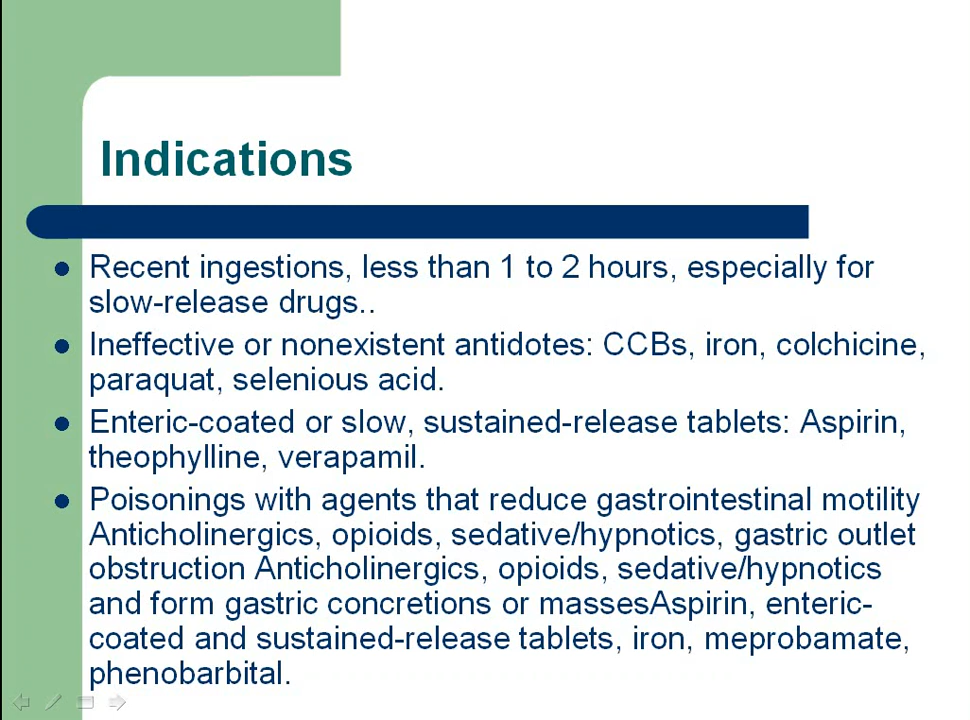 Indications
Recent ingestions, less than 1 to 2 hours, especially for
slow-release drugs..
Ineffective or nonexistent antidotes: CCBs, iron, colchicine,
paraquat, selenious acid.
Enteric-coated or slow, sustained-release tablets: Aspirin,
theophylline, verapamil.
Poisonings with agents that reduce gastrointestinal motility
Anticholinergics, opioids, sedative/hypnotics, gastric outlet
obstruction Anticholinergics, opioids, sedative/hypnotics
and form gastric concretions or massesAspirin, enteric-
coated and sustained-release tablets, iron, meprobamate,
phenobarbital.